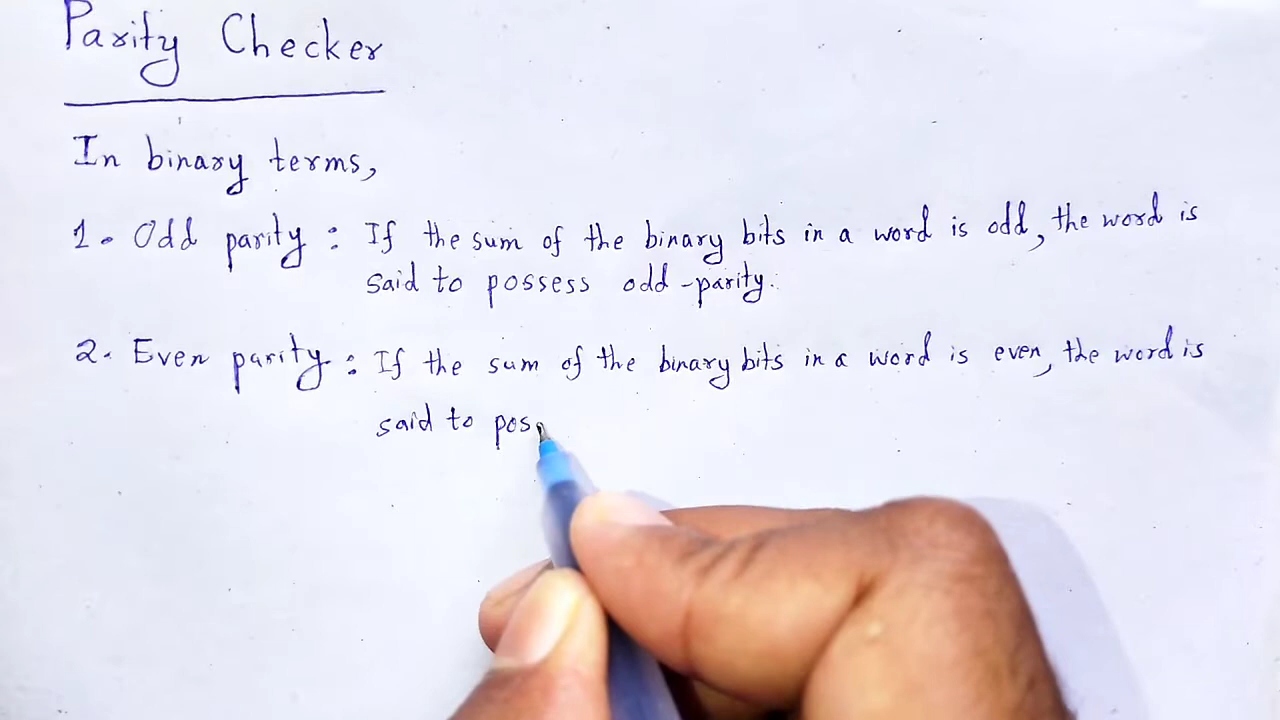 Parity Checker
In binary terms,
1. Odd parity : If the sum of the binary bits in a word is odd, the word is
said to possess odd-parity.
2. Even parity : If the sum of the binary bits in a word is even, the word is
said to pos